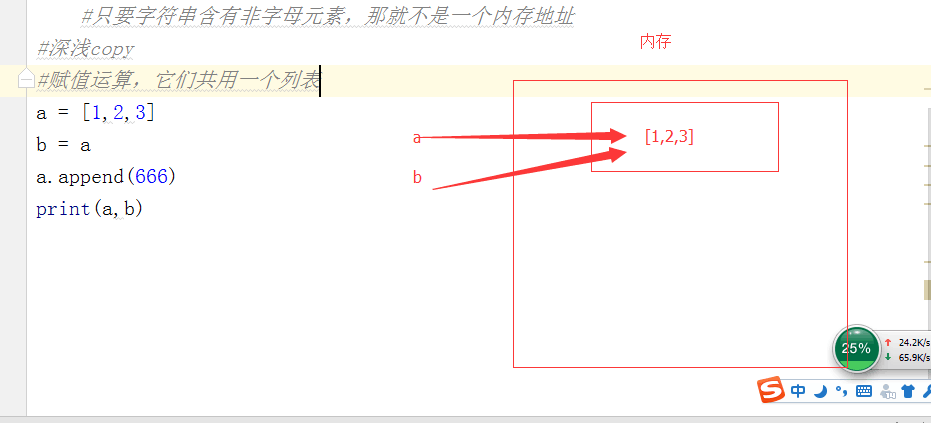 #只要字符串含有非字母元素，那就不是一个内存地址
内存
#深浅copy
#赋值运算，它们共用一个列表
a = [1,2,3]
a
[1,2,3]
b = a
b
a.append(666)
print(a,b)
25%
24.2K/s
65.9K/s
S中